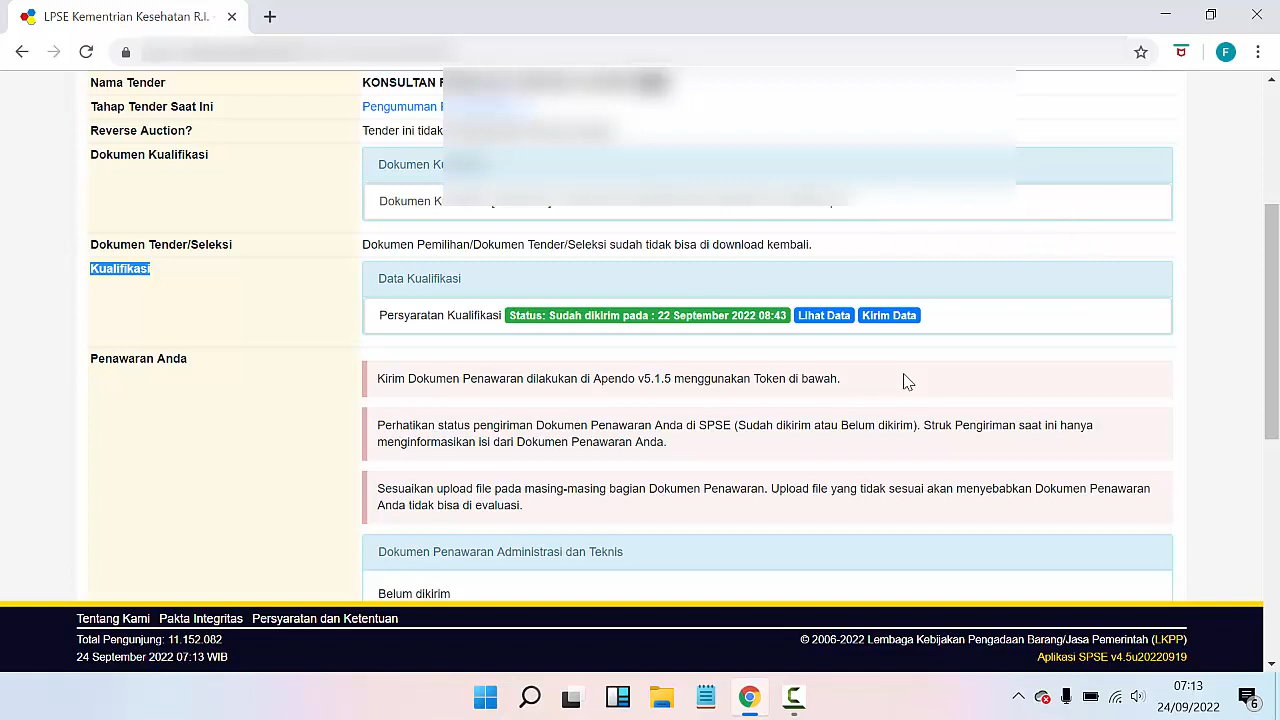 LPSE Kementrian Kesehatan R.I. -
F
Nama Tender KONSULTAN
Tahap Tender Saat Ini Pengumuman
Reverse Auction? Tender ini tidak
Dokumen Kualifikasi
Dokumen
Dokumen
Dokumen Tender/Seleksi Dokumen Pemilihan/Dokumen Tender/Seleksi sudah tidak bisa di download kembali.
Kualifikasi
Data Kualifikasi
Persyaratan Kualifikasi Status: Sudah dikirim pada : 22 September 2022 08:43 Lihat Data Kirim Data
Penawaran Anda
Kirim Dokumen Penawaran dilakukan di Apendo v5.1.5 menggunakan Token di bawah.
Perhatikan status pengiriman Dokumen Penawaran Anda di SPSE (Sudah dikirim atau Belum dikirim). Struk Pengiriman saat ini hanya
menginformasikan isi dari Dokumen Penawaran Anda.
Sesuaikan upload file pada masing-masing bagian Dokumen Penawaran. Upload file yang tidak sesuai akan menyebabkan Dokumen Penawaran
Anda tidak bisa di evaluasi.
Dokumen Penawaran Administrasi dan Teknis
Belum dikirim
Tentang Kami Pakta Integritas Persyaratan dan Ketentuan
Total Pengunjung: 11.152.082 © 2006-2022 Lembaga Kebijakan Pengadaan Barang/Jasa Pemerintah (LKPP)
24 September 2022 07:13 WIB Aplikasi SPSE v4.5u20220919
07:13
24/09/2022
6